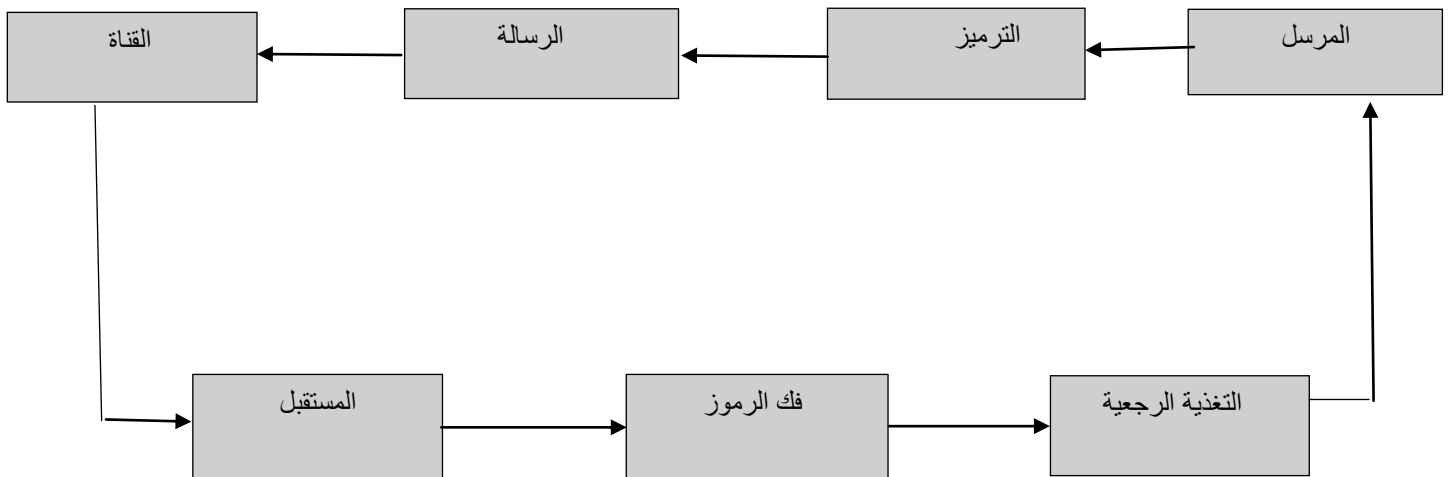 المرسل
الترميز
الرسالة
القناة
المستقبل
فك الرموز
التغذية الرجعية